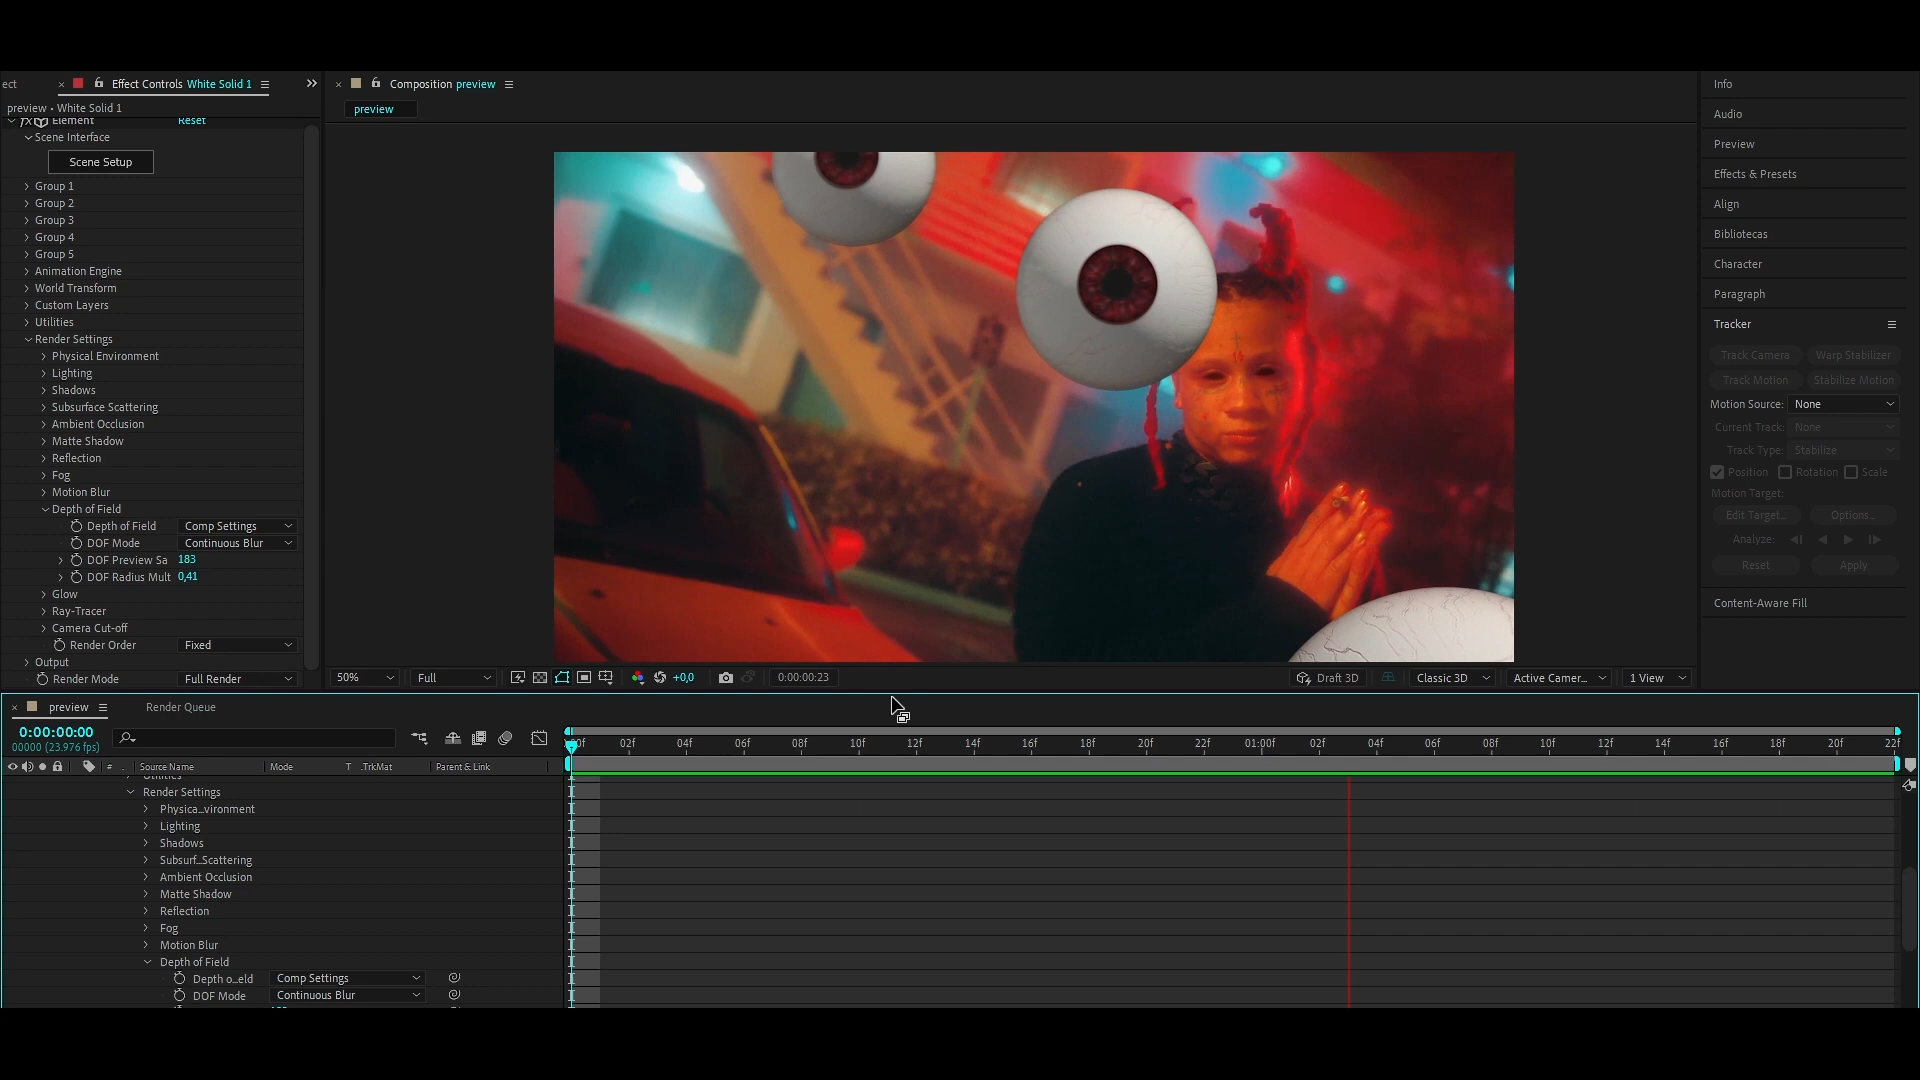 ect
Effect Controls White Solid 1
preview • White Solid 1
fx Element Reset
Scene Interface
Scene Setup
Group 1
Group 2
Group 3
Group 4
Group 5
Animation Engine
World Transform
Custom Layers
Utilities
Render Settings
Physical Environment
Lighting
Shadows
Subsurface Scattering
Ambient Occlusion
Matte Shadow
Reflection
Fog
Motion Blur
Depth of Field
Depth of Field Comp Settings
DOF Mode Continuous Blur
DOF Preview Sa 183
DOF Radius Mult 0,41
Glow
Ray-Tracer
Camera Cut-off
Render Order Fixed
Output
Render Mode Full Render
Composition preview
preview
50% Full +0,0 0:00:00:23 Draft 3D Classic 3D Active Camer... 1 View
Info
Audio
Preview
Effects & Presets
Align
Bibliotecas
Character
Paragraph
Tracker
Track Camera Warp Stabilizer
Track Motion Stabilize Motion
Motion Source: None
Current Track: None
Track Type: Stabilize
Position Rotation Scale
Motion Target:
Edit Target... Options...
Analyze:
Reset Apply
Content-Aware Fill
preview Render Queue
0:00:00:00
00000 (23.976 fps)
00f 02f 04f 06f 08f 10f 12f 14f 16f 18f 20f 22f 01:00f 02f 04f 06f 08f 10f 12f 14f 16f 18f 20f 22f
# Source Name Mode T .TrkMat Parent & Link
Utilities
Render Settings
Physica...vironment
Lighting
Shadows
Subsurf...Scattering
Ambient Occlusion
Matte Shadow
Reflection
Fog
Motion Blur
Depth of Field
Depth o...eld Comp Settings
DOF Mode Continuous Blur